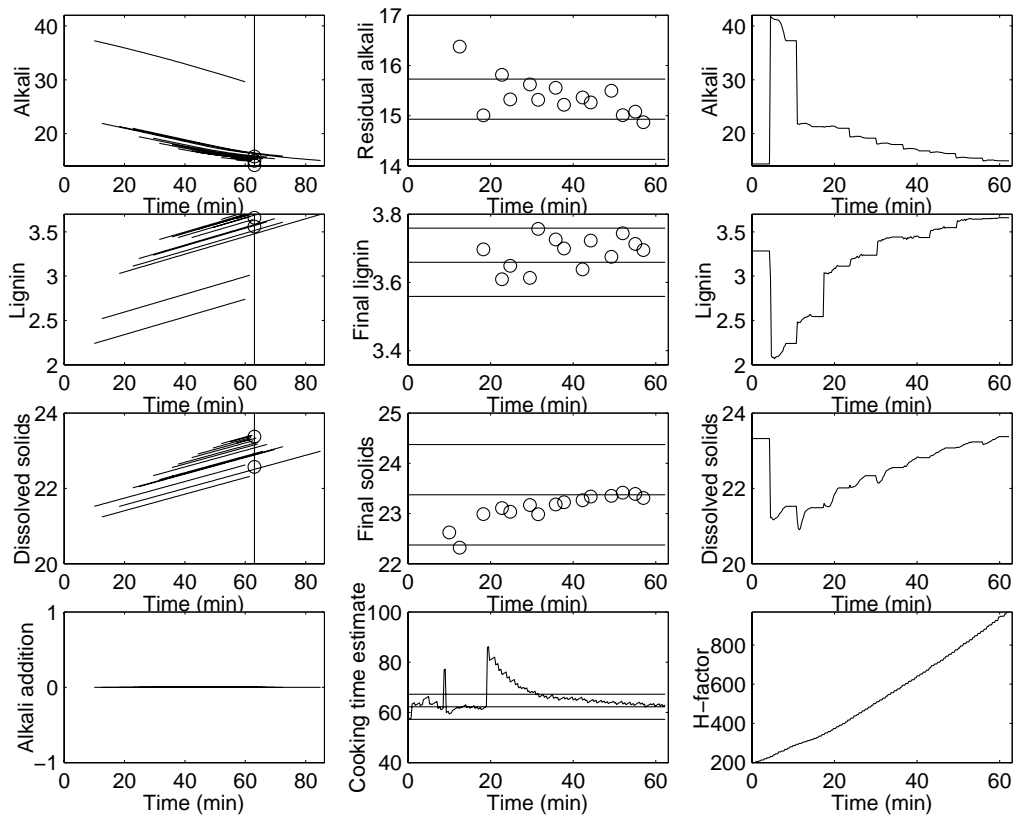 Alkali
40
30
20
0 20 40 60 80
Time (min)
Residual alkali
17
16
15
14
0 20 40 60
Time (min)
Alkali
40
30
20
0 20 40 60
Time (min)
Lignin
3.5
3
2.5
2
0 20 40 60 80
Time (min)
Final lignin
3.8
3.6
3.4
0 20 40 60
Time (min)
Lignin
3.5
3
2.5
2
0 20 40 60
Time (min)
Dissolved solids
24
22
20
0 20 40 60 80
Time (min)
Final solids
25
24
23
22
0 20 40 60
Time (min)
Dissolved solids
24
22
20
0 20 40 60
Time (min)
Alkali addition
1
0
−1
0 20 40 60 80
Time (min)
Cooking time estimate
100
80
60
40
0 20 40 60
Time (min)
H−factor
800
600
400
200
0 20 40 60
Time (min)